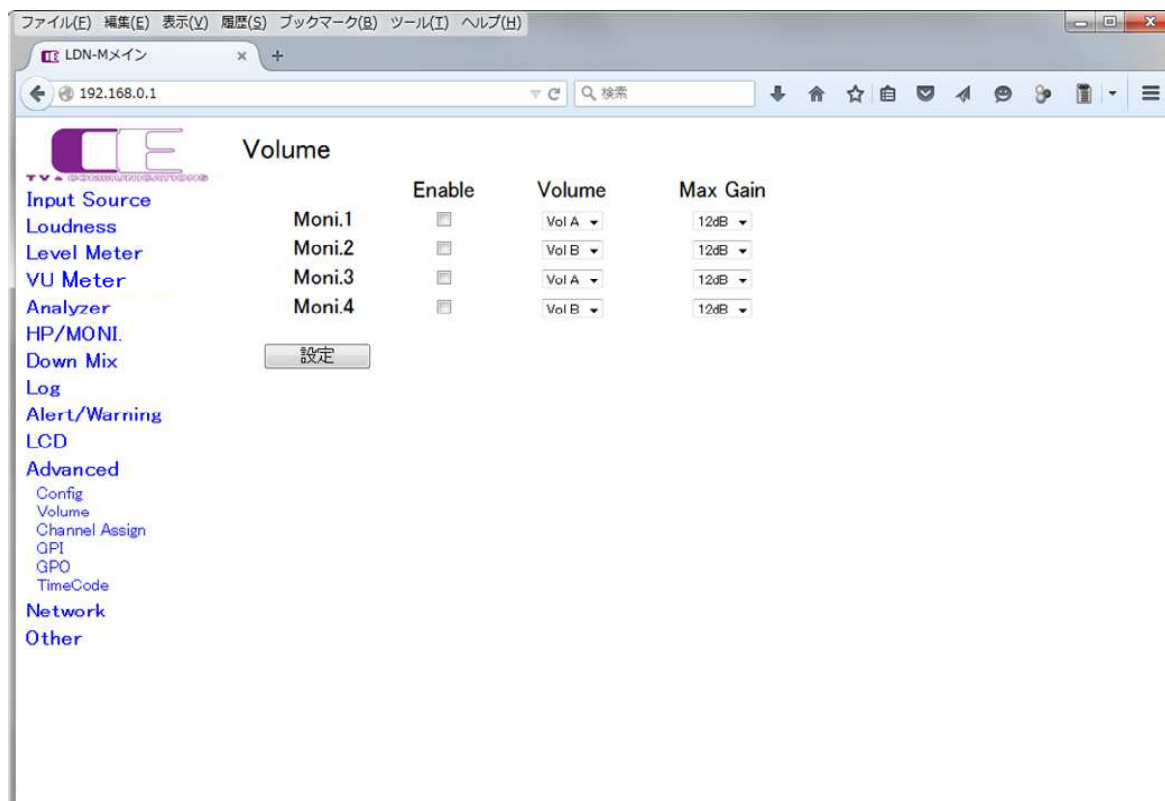 ファイル(F) 編集(E) 表示(V) 履歴(S) ブックマーク(B) ツール(T) ヘルプ(H)
LDN-Mメイン
192.168.0.1
検索
TV & COMMUNICATIONS
Input Source
Loudness
Level Meter
VU Meter
Analyzer
HP/MONI.
Down Mix
Log
Alert/Warning
LCD
Advanced
Config
Volume
Channel Assign
GPI
GPO
TimeCode
Network
Other
Volume
Enable Volume Max Gain
Moni.1 Vol A 12dB
Moni.2 Vol B 12dB
Moni.3 Vol A 12dB
Moni.4 Vol B 12dB
設定